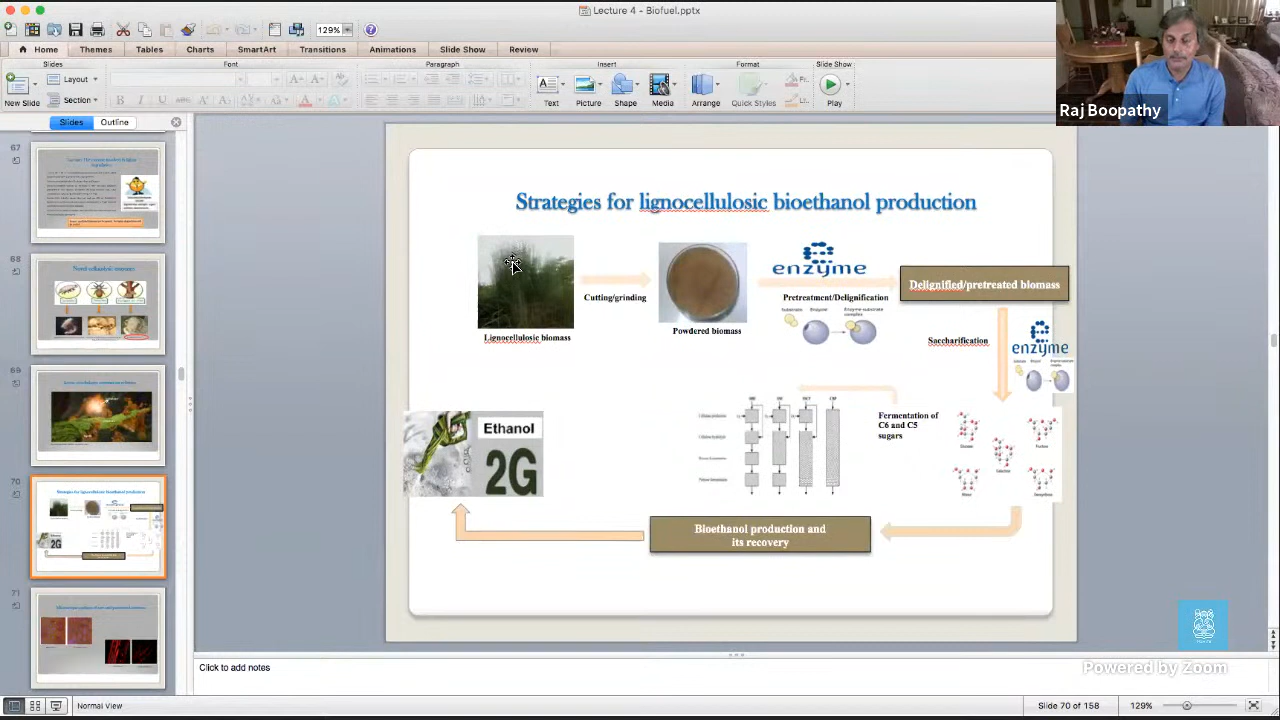 Lecture 4 - Biofuel.pptx
129%
Home
Themes
Tables
Charts
SmartArt
Transitions
Animations
Slide Show
Review
Slides
Font
Paragraph
Insert
Format
Slide Show
New Slide
Layout
Section
Text
Picture
Shape
Media
Arrange
Quick Styles
Play
Raj Boopathy
Slides
Outline
67
68
69
70
71
Strategies for lignocellulosic bioethanol production
Lignocellulosic biomass
Cutting/grinding
Powdered biomass
enzyme
Pretreatment/Delignification
Delignified/pretreated biomass
Saccharification
enzyme
Fermentation of
C6 and C5
sugars
Ethanol
2G
Bioethanol production and
its recovery
Click to add notes
Powered by Zoom
Normal View
Slide 70 of 158
129%